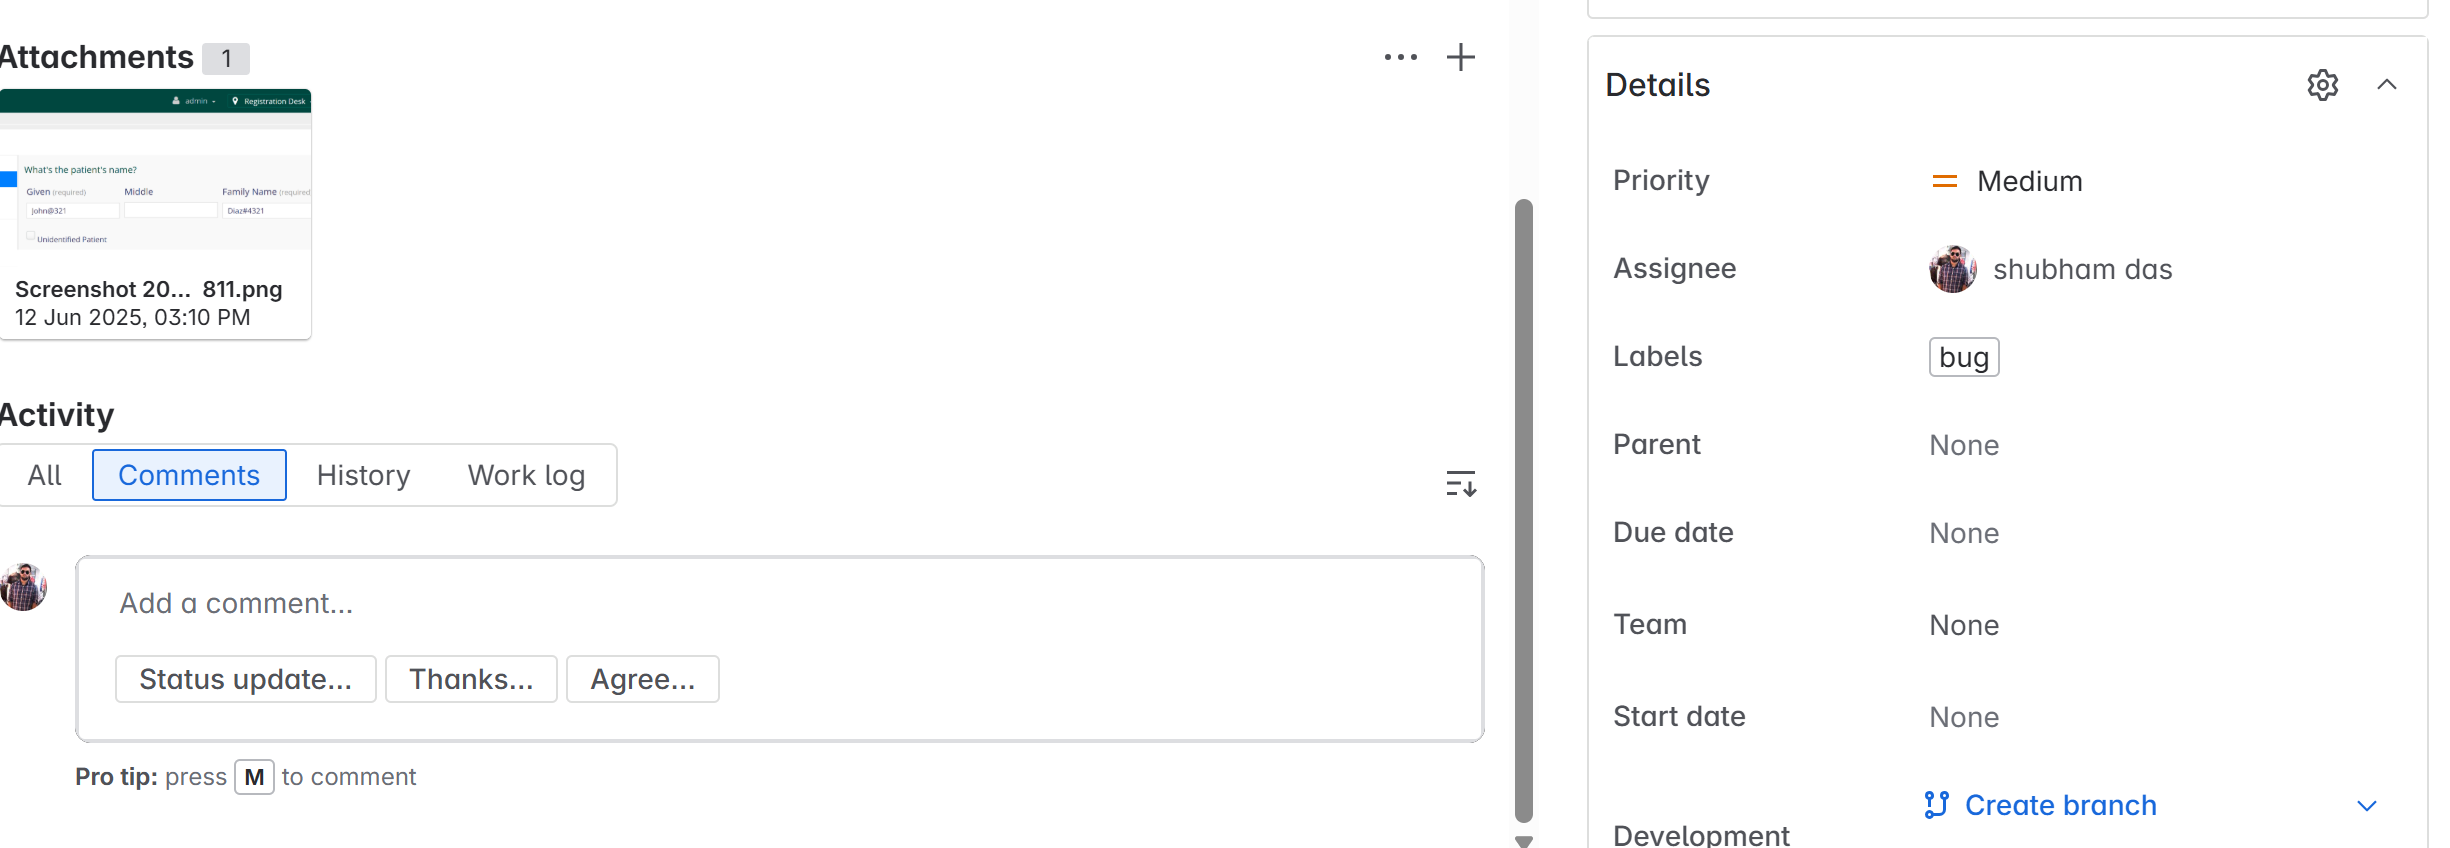 Attachments 1
admin
Registration Desk
What's the patient's name?
Given (required) Middle Family Name (required
John@321 Diaz#4321
Unidentified Patient
Screenshot 20... 811.png
12 Jun 2025, 03:10 PM
Activity
All Comments History Work log
Add a comment...
Status update... Thanks... Agree...
Pro tip: press M to comment
Details
Priority Medium
Assignee shubham das
Labels bug
Parent None
Due date None
Team None
Start date None
Create branch
Development